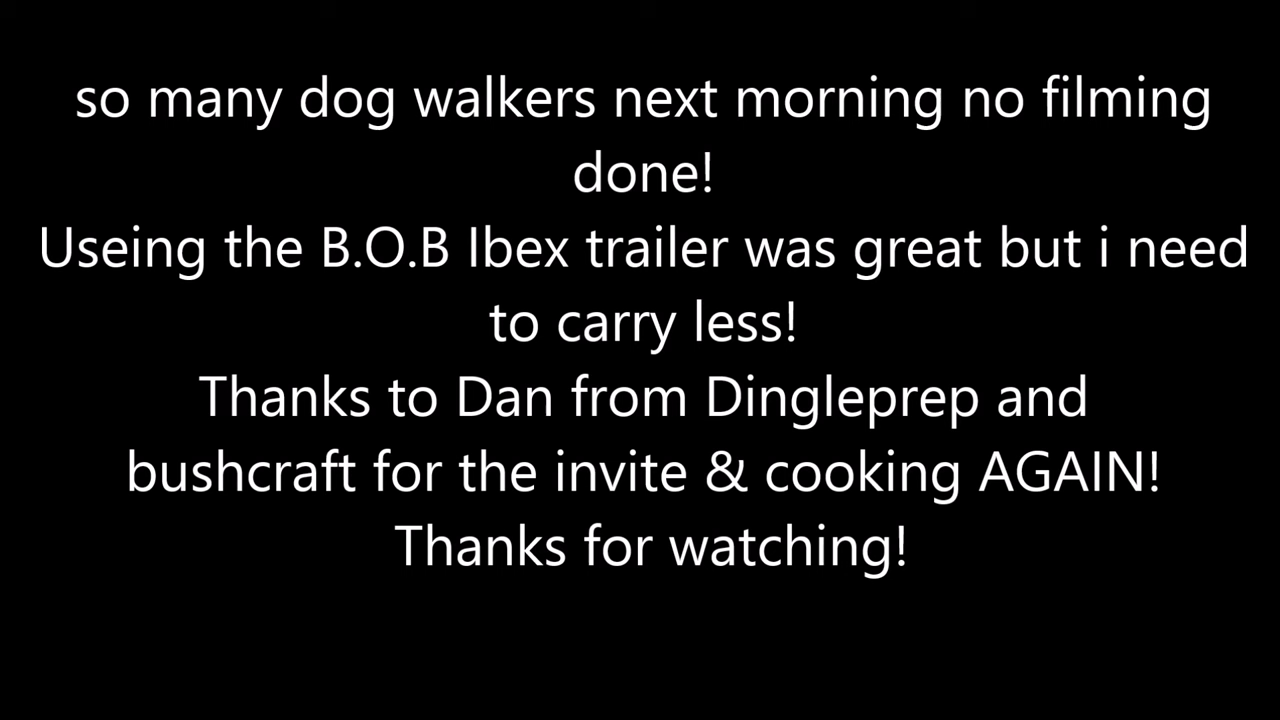 so many dog walkers next morning no filming
done!
Useing the B.O.B Ibex trailer was great but i need
to carry less!
Thanks to Dan from Dingleprep and
bushcraft for the invite & cooking AGAIN!
Thanks for watching!